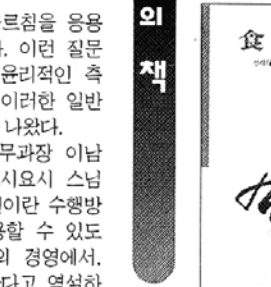 르침을 응용
. 이런 질문
윤리적인 측
이러한 일반
나왔다.
무과장 이남
시요시 스님
이란 수행방
용할 수 있도
의 경영에서,
다고 역설하
의
책
食